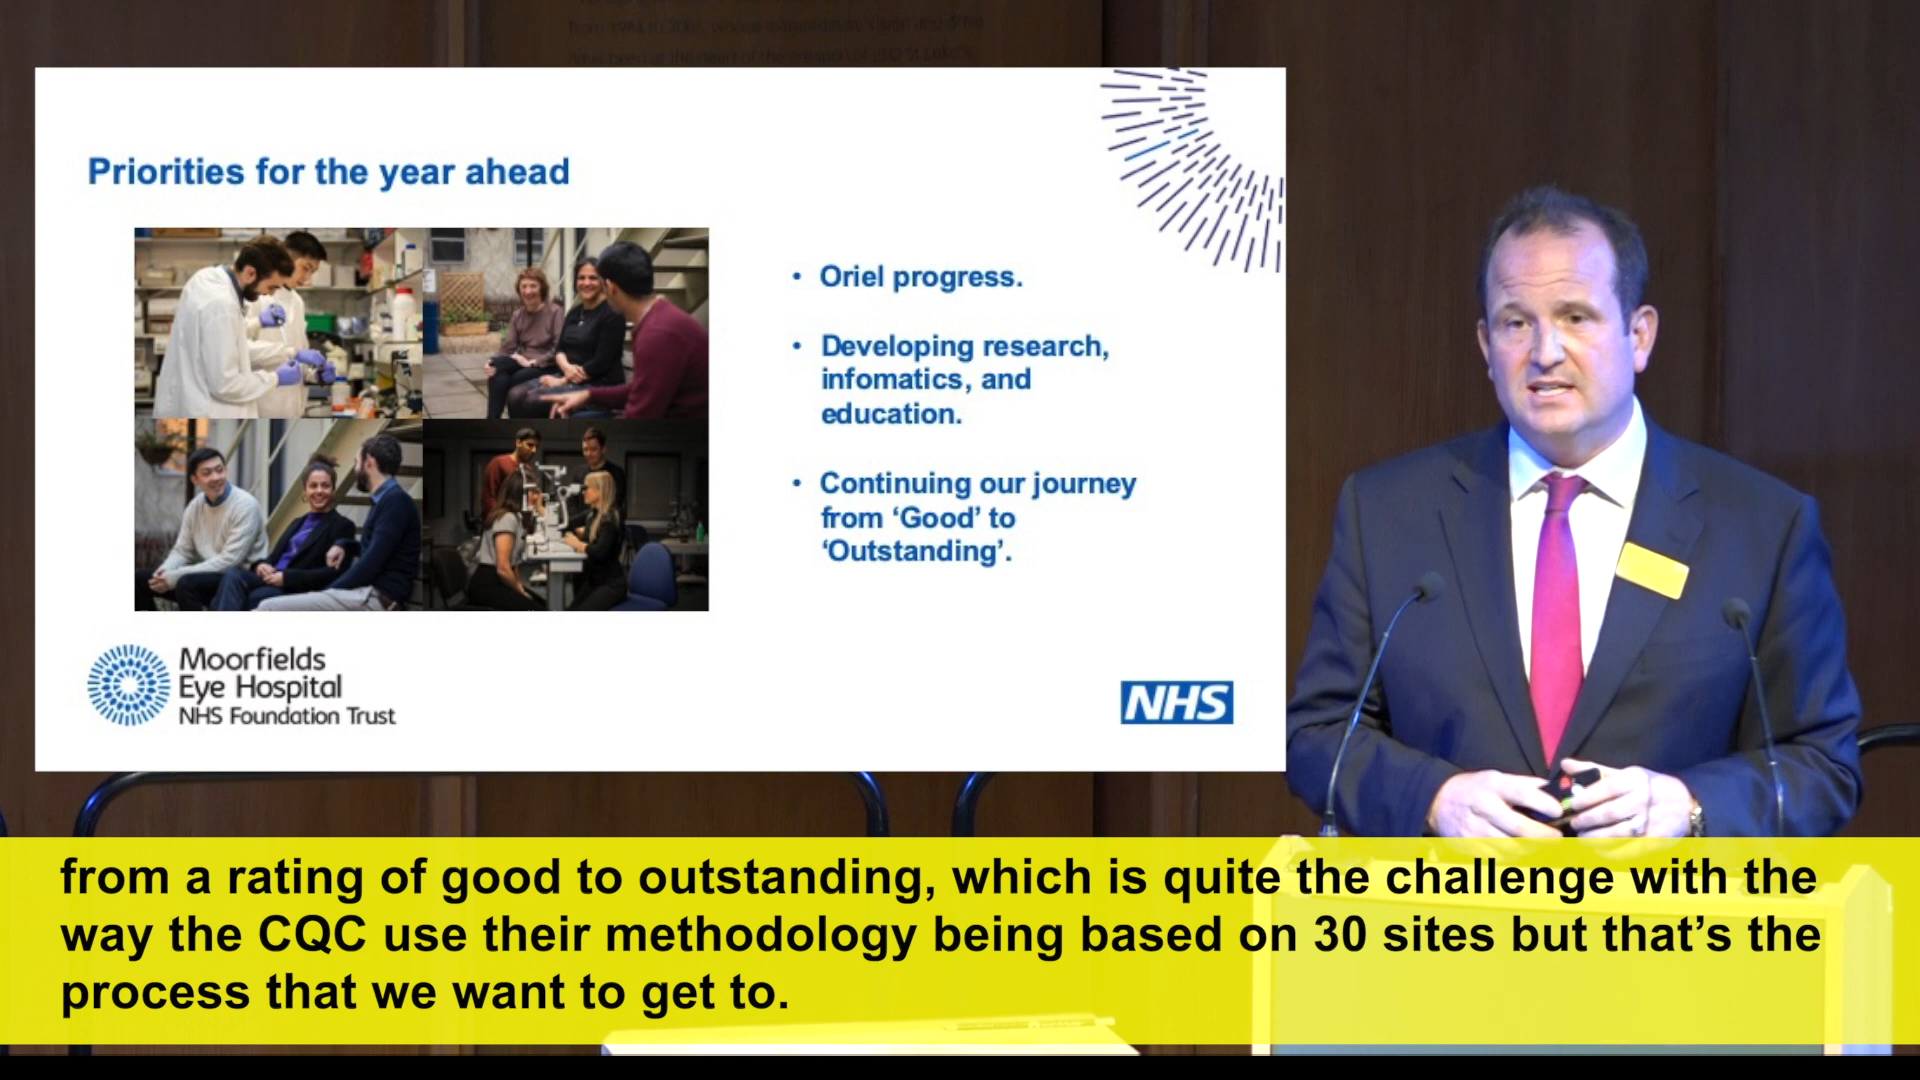 Priorities for the year ahead
• Oriel progress.
• Developing research,
infomatics, and
education.
• Continuing our journey
from ‘Good’ to
‘Outstanding’.
Moorfields
Eye Hospital
NHS Foundation Trust
NHS
from a rating of good to outstanding, which is quite the challenge with the
way the CQC use their methodology being based on 30 sites but that’s the
process that we want to get to.